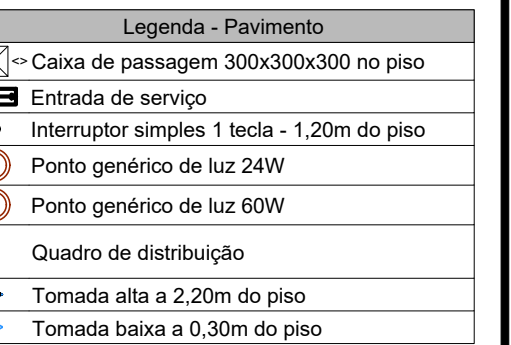 Legenda - Pavimento
<> Caixa de passagem 300x300x300 no piso
Entrada de serviço
Interruptor simples 1 tecla - 1,20m do piso
Ponto genérico de luz 24W
Ponto genérico de luz 60W
Quadro de distribuição
Tomada alta a 2,20m do piso
Tomada baixa a 0,30m do piso